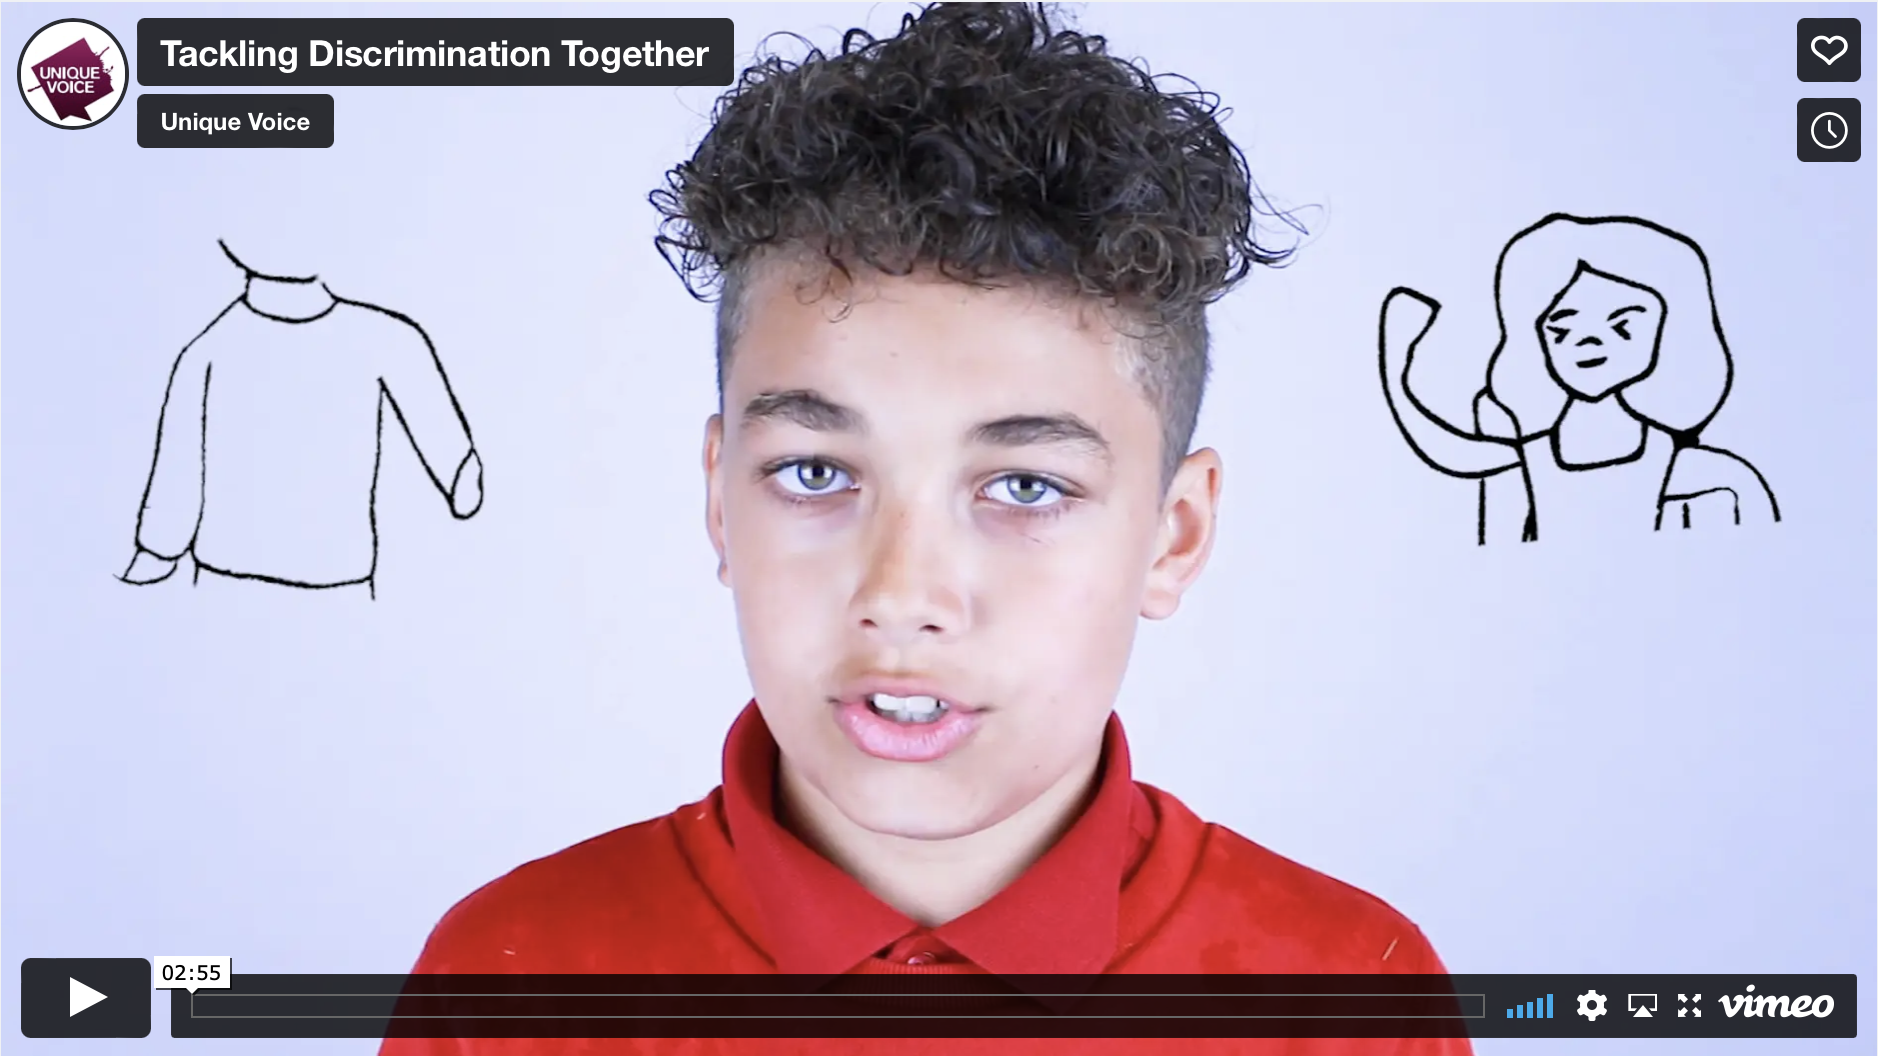 UNIQUE
VOICE
Tackling Discrimination Together
Unique Voice
02:55
vimeo